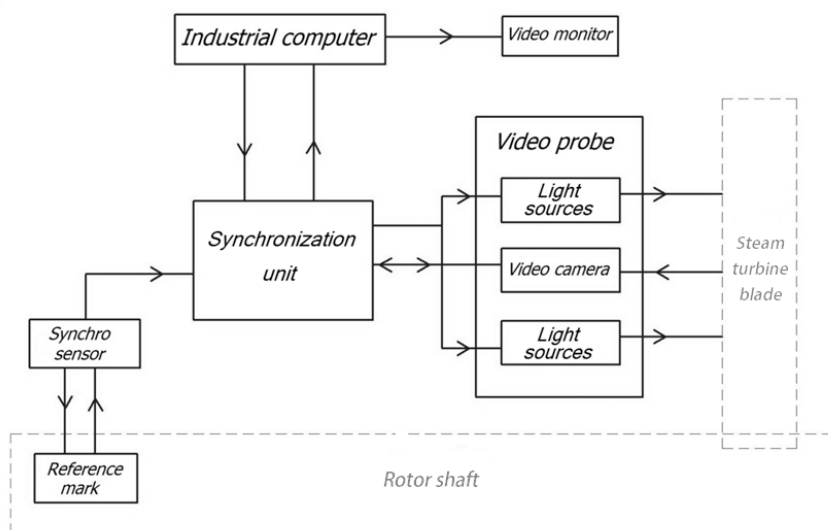 Industrial computer
Video monitor
Video probe
Light
sources
Synchronization
unit
Video camera
Steam
turbine
blade
Synchro
sensor
Light
sources
Reference
mark
Rotor shaft